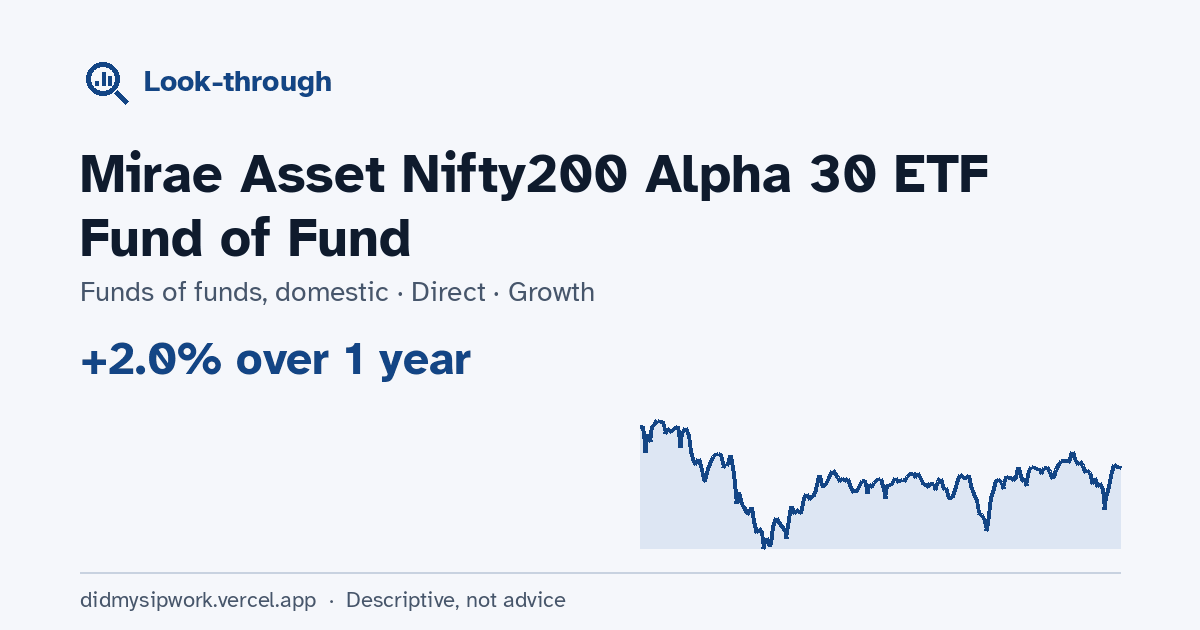 Look-through
Mirae Asset Nifty200 Alpha 30 ETF
Fund of Fund
Funds of funds, domestic · Direct · Growth
+2.0% over 1 year
didmysipwork.vercel.app · Descriptive, not advice